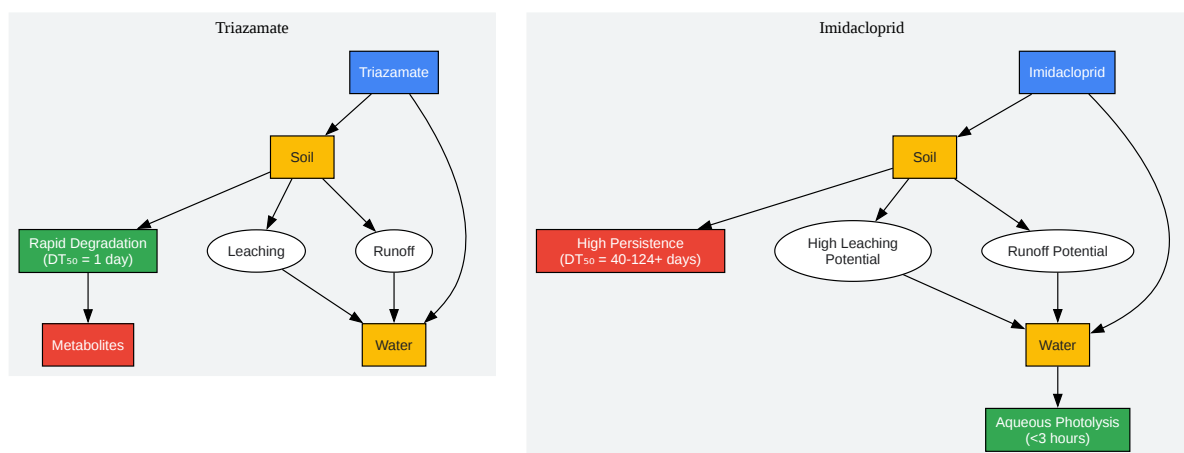 Triazamate
Triazamate
Soil
Rapid Degradation
(DT₅₀ = 1 day)
Leaching
Runoff
Metabolites
Water
Imidacloprid
Imidacloprid
Soil
High Persistence
(DT₅₀ = 40-124+ days)
High Leaching
Potential
Runoff Potential
Water
Aqueous Photolysis
(<3 hours)